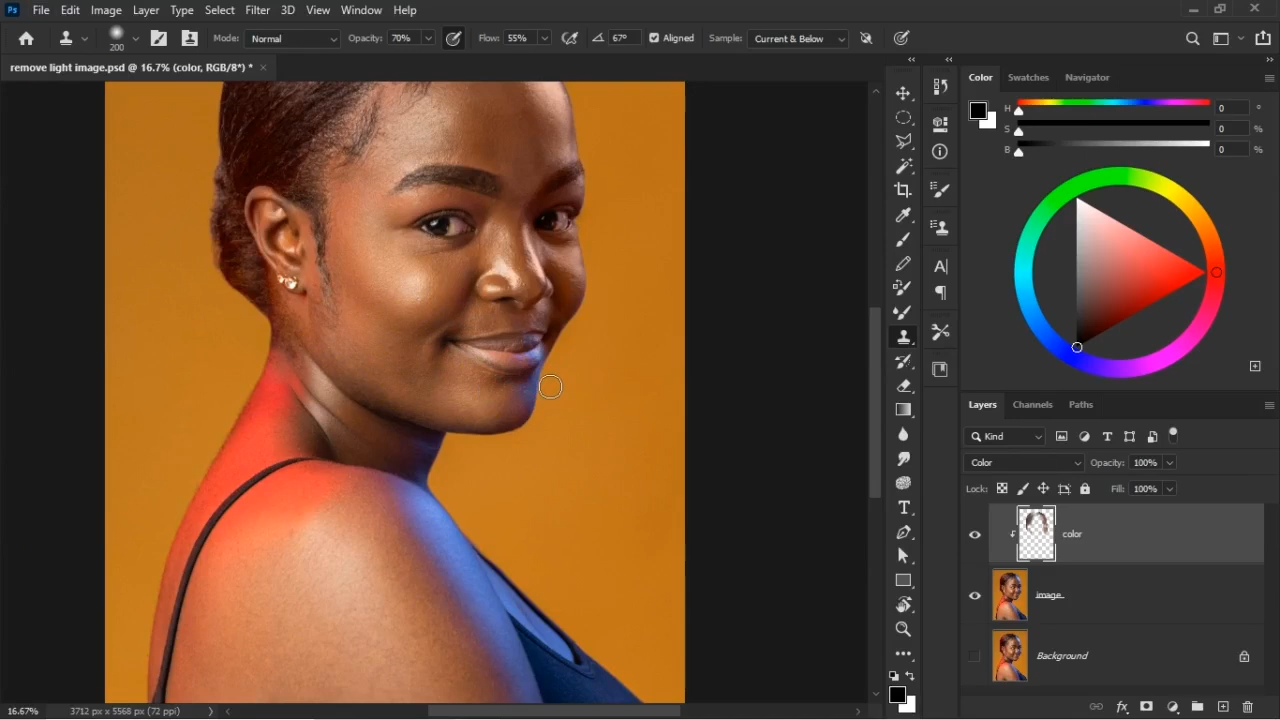 Ps File Edit Image Layer Type Select Filter 3D View Window Help
200 Mode: Normal Opacity: 70% Flow: 55% 67° Aligned Sample: Current & Below
remove light image.psd @ 16.7% (color, RGB/8*) * ×
Color Swatches Navigator
H 0 °
S 0 %
B 0 %
Layers Channels Paths
Kind
Color Opacity: 100%
Lock: Fill: 100%
color
image
Background
16.67% 3712 px x 5568 px (72 ppi)